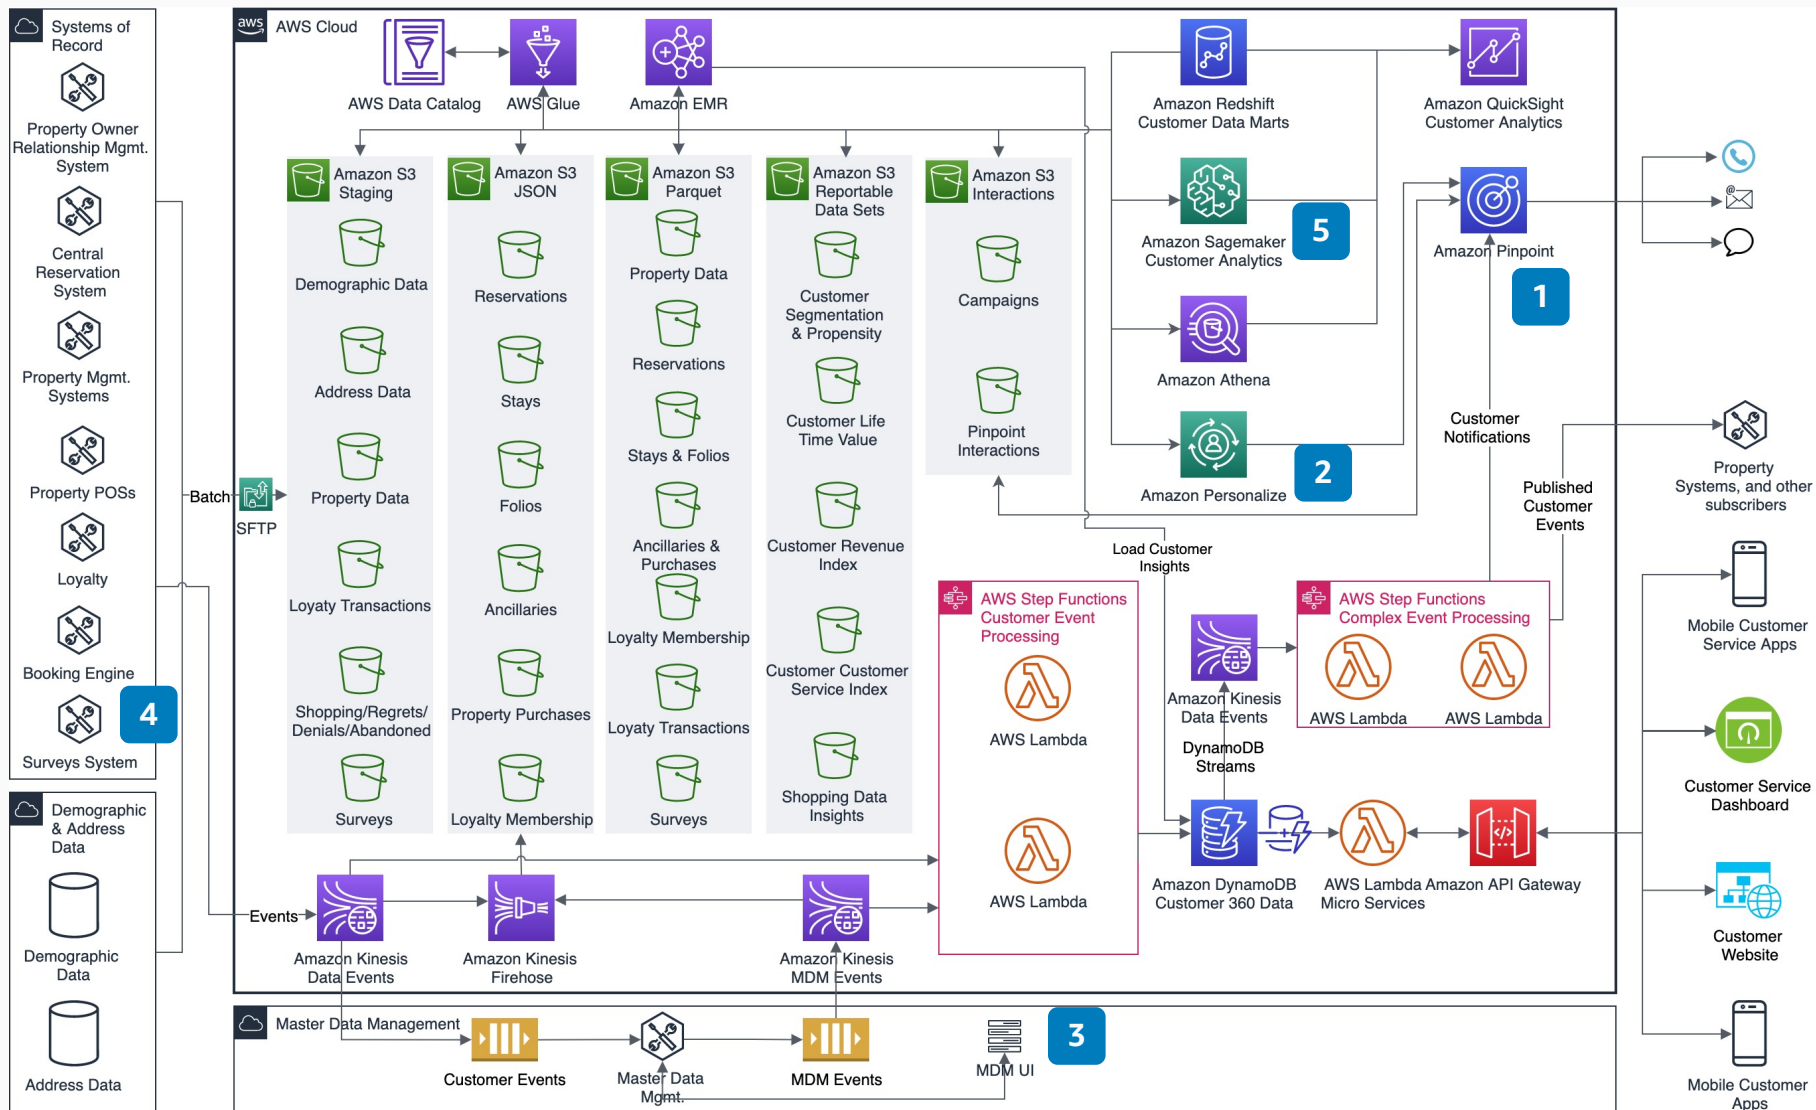 Systems of
Record
Property Owner
Relationship Mgmt.
System
Central
Reservation
System
Property Mgmt.
Systems
Property POSs
Loyalty
Booking Engine
4
Surveys System
Demographic
& Address
Data
Demographic
Data
Address Data
Batch
SFTP
Events
aws
AWS Cloud
AWS Data Catalog
AWS Glue
Amazon EMR
Amazon S3
Staging
Demographic Data
Address Data
Property Data
Loyaty Transactions
Shopping/Regrets/
Denials/Abandoned
Surveys
Amazon S3
JSON
Reservations
Stays
Folios
Ancillaries
Property Purchases
Loyalty Membership
Amazon S3
Parquet
Property Data
Reservations
Stays & Folios
Ancillaries &
Purchases
Loyalty Membership
Loyaty Transactions
Surveys
Amazon S3
Reportable
Data Sets
Customer
Segmentation
& Propensity
Customer Life
Time Value
Customer Revenue
Index
Customer Customer
Service Index
Shopping Data
Insights
Amazon S3
Interactions
Campaigns
Pinpoint
Interactions
Amazon Redshift
Customer Data Marts
Amazon QuickSight
Customer Analytics
Amazon Sagemaker
Customer Analytics
5
Amazon Pinpoint
1
Amazon Athena
Amazon Personalize
2
Customer
Notifications
Published
Customer
Events
Load Customer
Insights
AWS Step Functions
Customer Event
Processing
AWS Lambda
AWS Lambda
Amazon Kinesis
Data Events
DynamoDB
Streams
AWS Step Functions
Complex Event Processing
AWS Lambda
AWS Lambda
Amazon DynamoDB
Customer 360 Data
AWS Lambda
Micro Services
Amazon API Gateway
Amazon Kinesis
Data Events
Amazon Kinesis
Firehose
Amazon Kinesis
MDM Events
Master Data Management
Customer Events
Master Data
Mgmt.
MDM Events
MDM UI
3
@
Property
Systems, and other
subscribers
Mobile Customer
Service Apps
Customer Service
Dashboard
Customer
Website
Mobile Customer
Apps